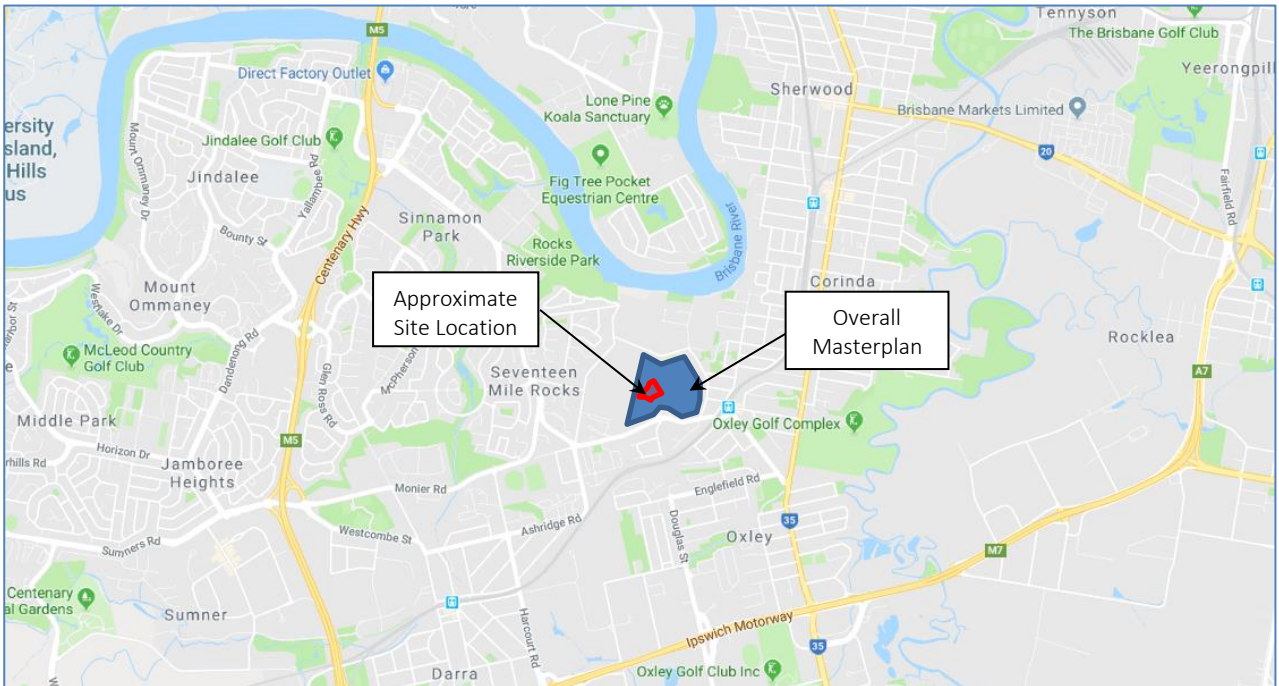 Tennyson
The Brisbane Golf Club
M5
Yeerongpill
Direct Factory Outlet
Sherwood
Lone Pine
Koala Sanctuary
Brisbane Markets Limited
ersity
sland,
Hills
us
Jindalee Golf Club
20
Mount Ommaney Dr
Jindalee
Yallambee Rd
Fig Tree Pocket
Equestrian Centre
Fairfield Rd
Sinnamon
Park
Bounty St
Centenary Hwy
Rocks
Riverside Park
Brisbane River
Mount
Ommaney
Westlake Dr
Corinda
Approximate
Site Location
Overall
Masterplan
arbor St
Dandenong Rd
Rocklea
McLeod Country
Golf Club
e
McPherson
Glen Ross Rd
Seventeen
Mile Rocks
A7
Middle Park
Oxley Golf Complex
M5
Horizon Dr
rhills Rd
Jamboree
Heights
Monier Rd
Englefield Rd
Ashridge Rd
Douglas St
35
Oxley
Summers Rd
Westcombe St
M7
Centenary
al Gardens
Sumner
Harcourt Rd
Ipswich Motorway
35
Darra
Oxley Golf Club Inc